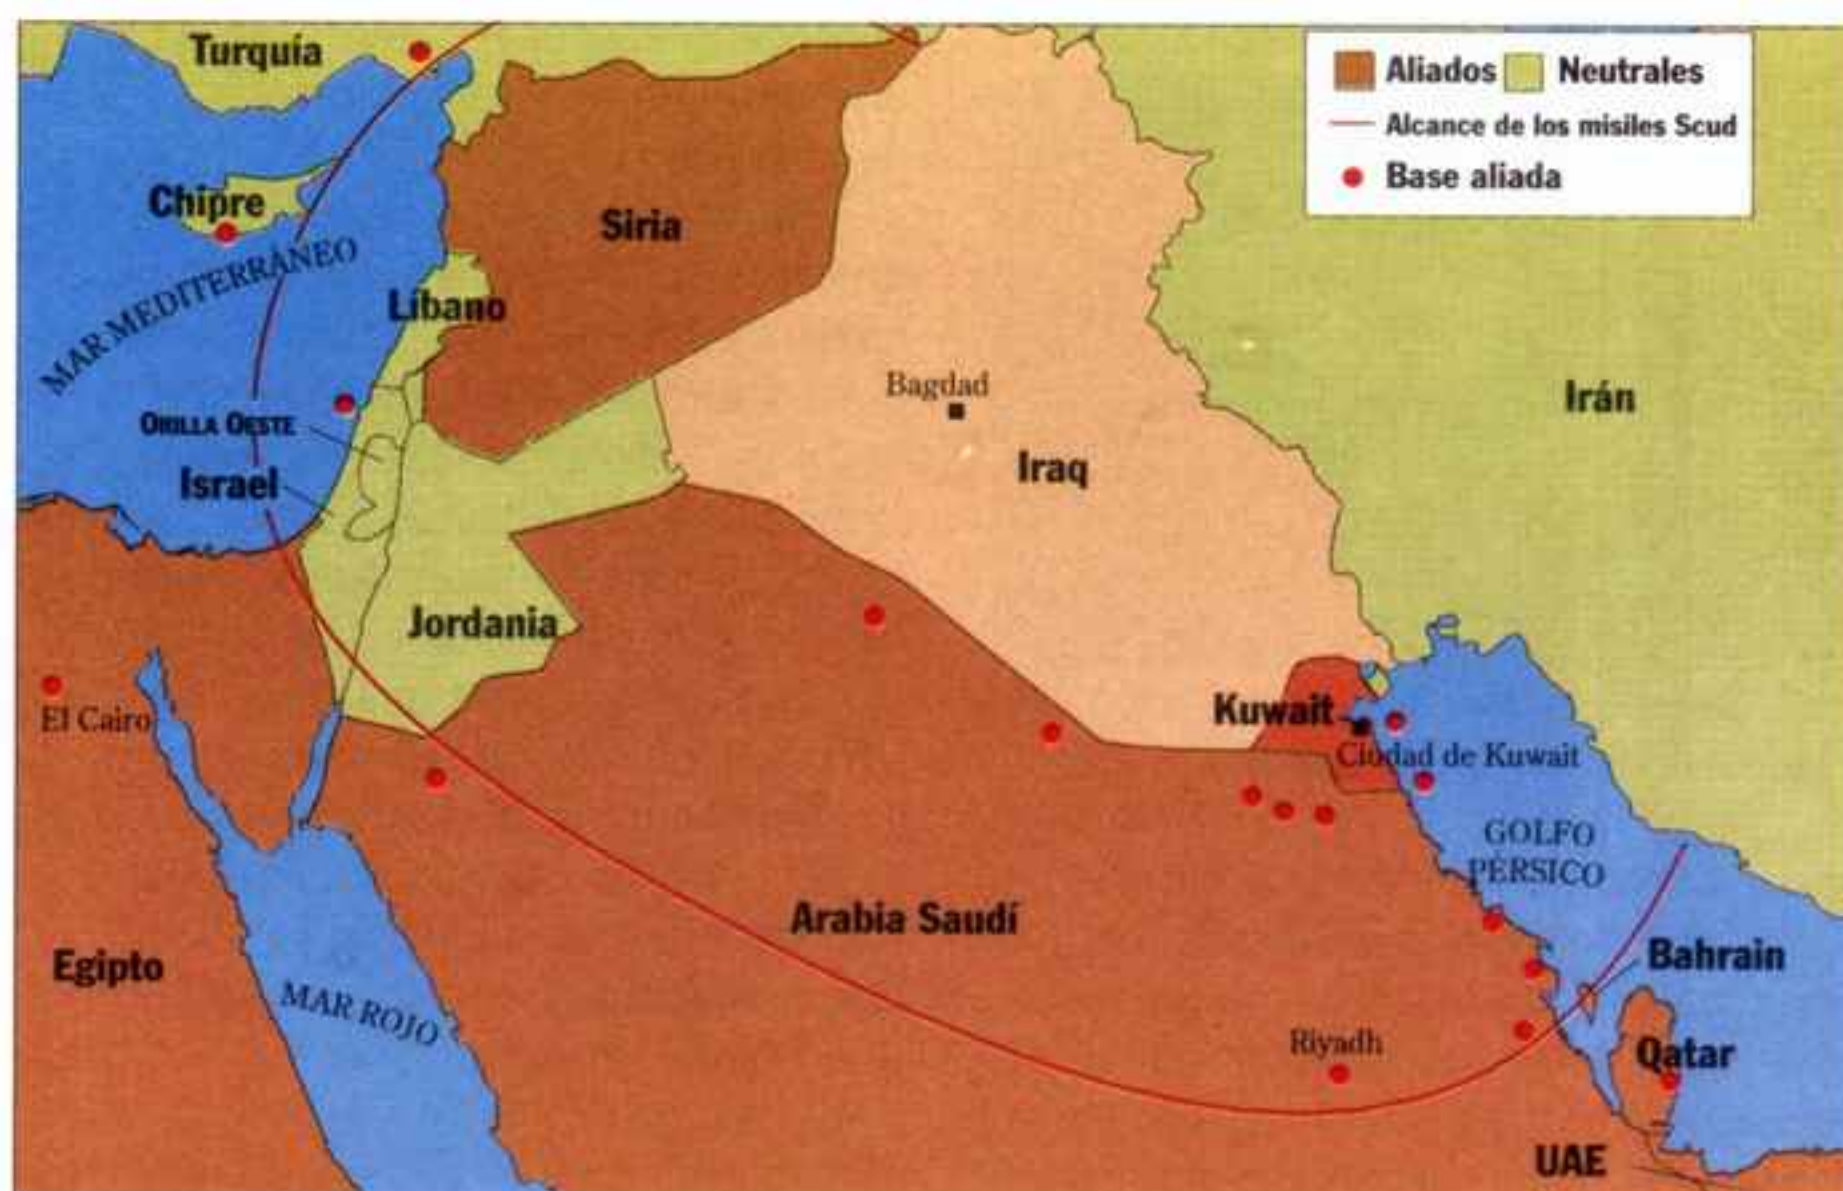 Turquía
Aliados
Neutrales
Alcance de los misiles Scud
Base aliada
Chipre
Siria
MAR MEDITERRÁNEO
Líbano
Bagdad
Irán
ORILLA OESTE
Iraq
Israel
Jordania
El Cairo
Kuwait
Ciudad de Kuwait
GOLFO
PÉRSICO
Arabia Saudí
Egipto
Bahrain
MAR ROJO
Riyadh
Qatar
UAE